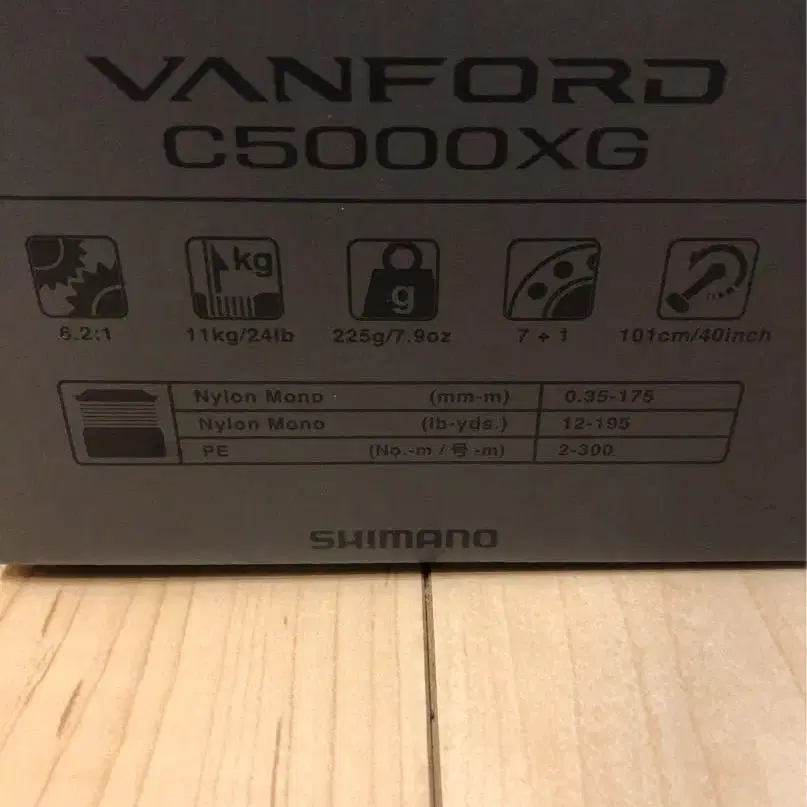 VANFORD
C5000XG
kg
g
6.2:1 11kg/24lb 225g/7.9oz 7+1 101cm/40inch
Nylon Mono (mm-m) 0.35-175
Nylon Mono (lb-yds.) 12-195
PE (No.-m / 号-m) 2-300
SHIMANO